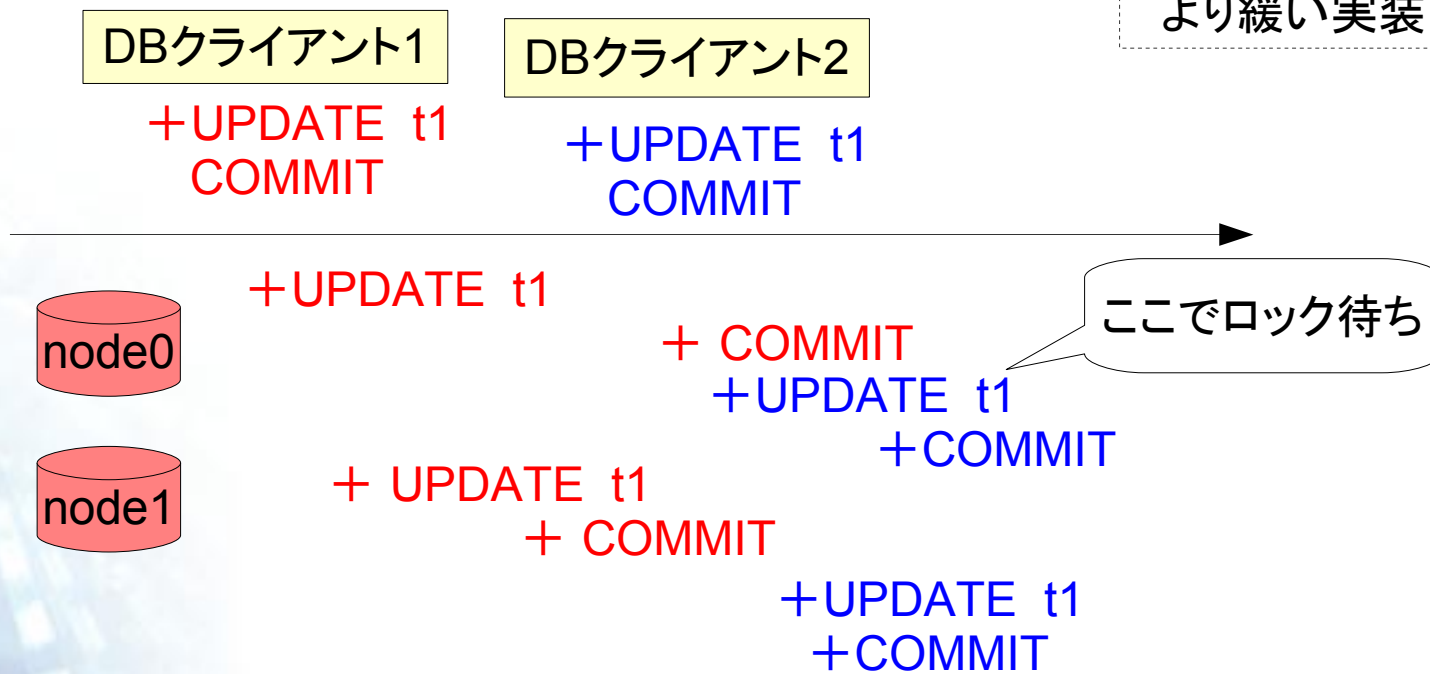 より緩い実装
DBクライアント1
DBクライアント2
＋UPDATE t1
COMMIT
＋UPDATE t1
COMMIT
＋UPDATE t1
node0
＋ COMMIT
ここでロック待ち
＋UPDATE t1
＋COMMIT
node1
＋ UPDATE t1
＋ COMMIT
＋UPDATE t1
＋COMMIT